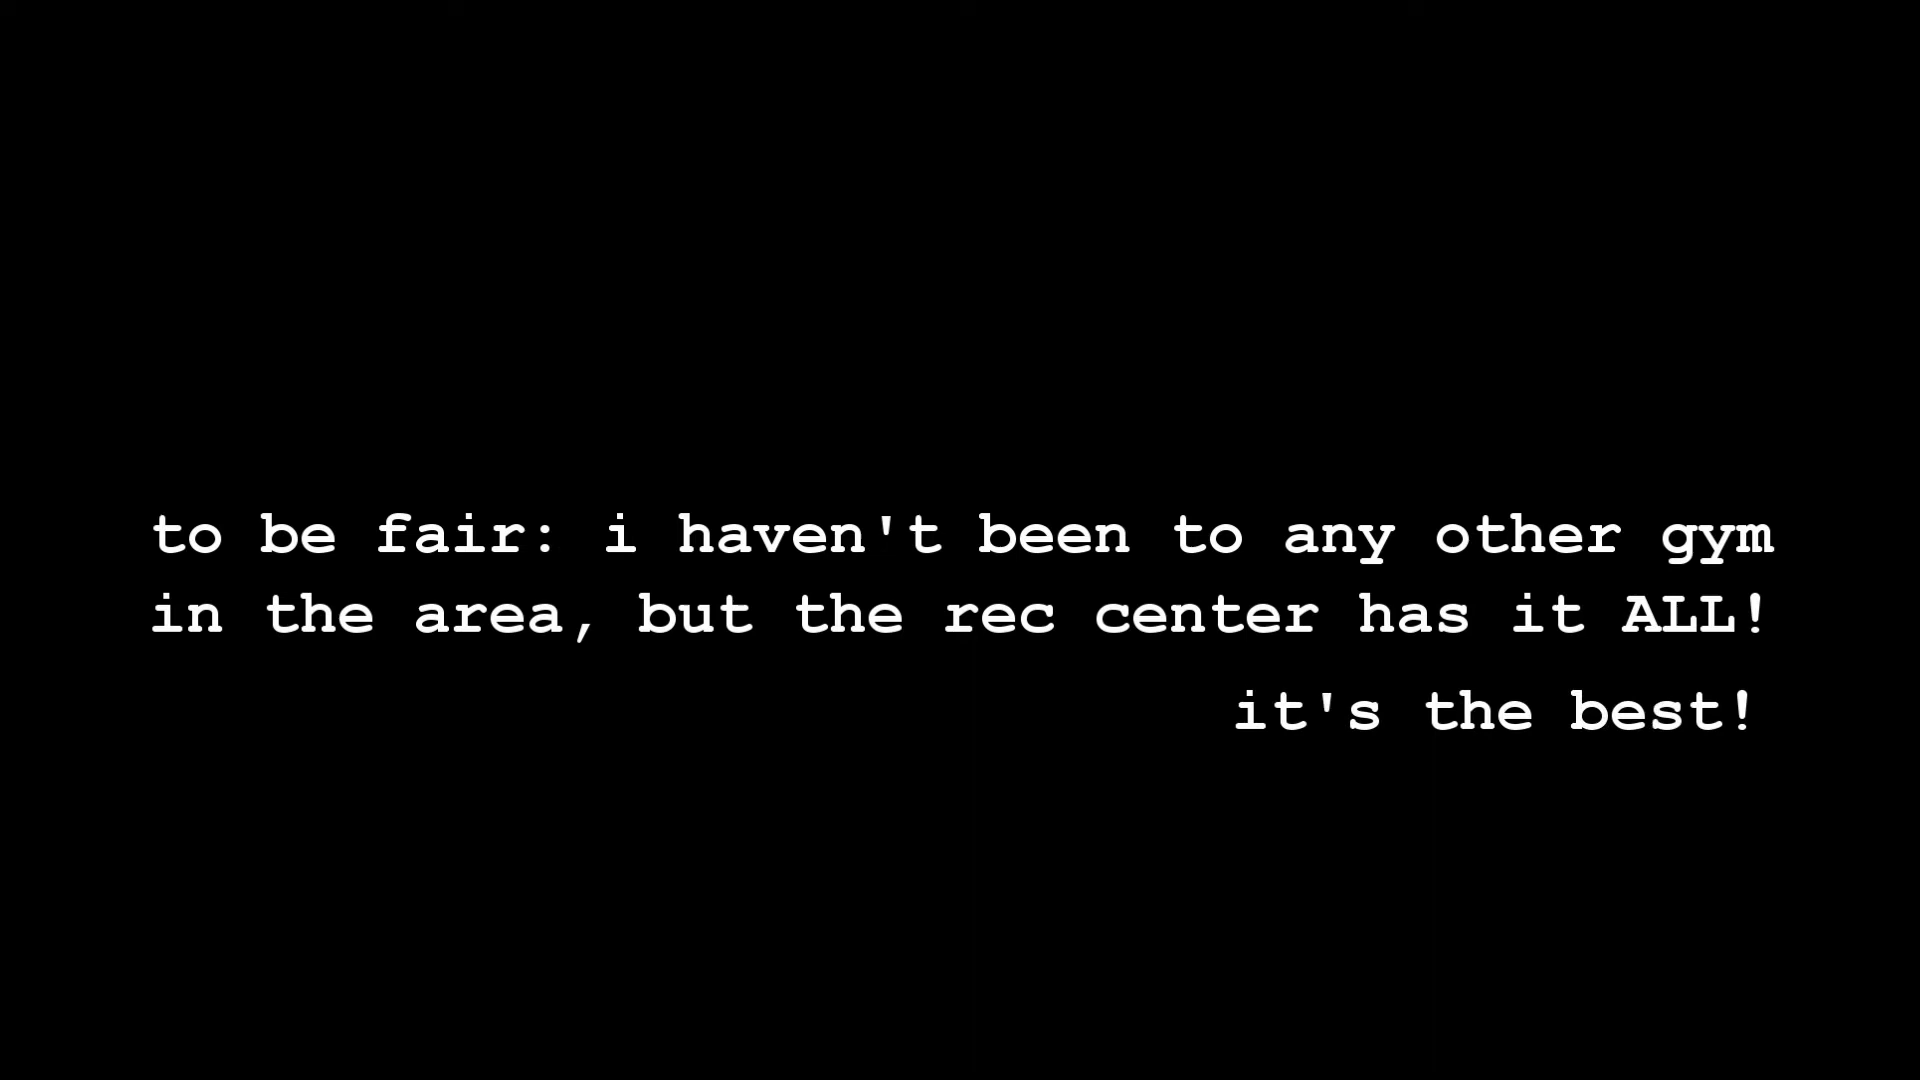 to be fair: i haven't been to any other gym
in the area, but the rec center has it ALL!
it's the best!